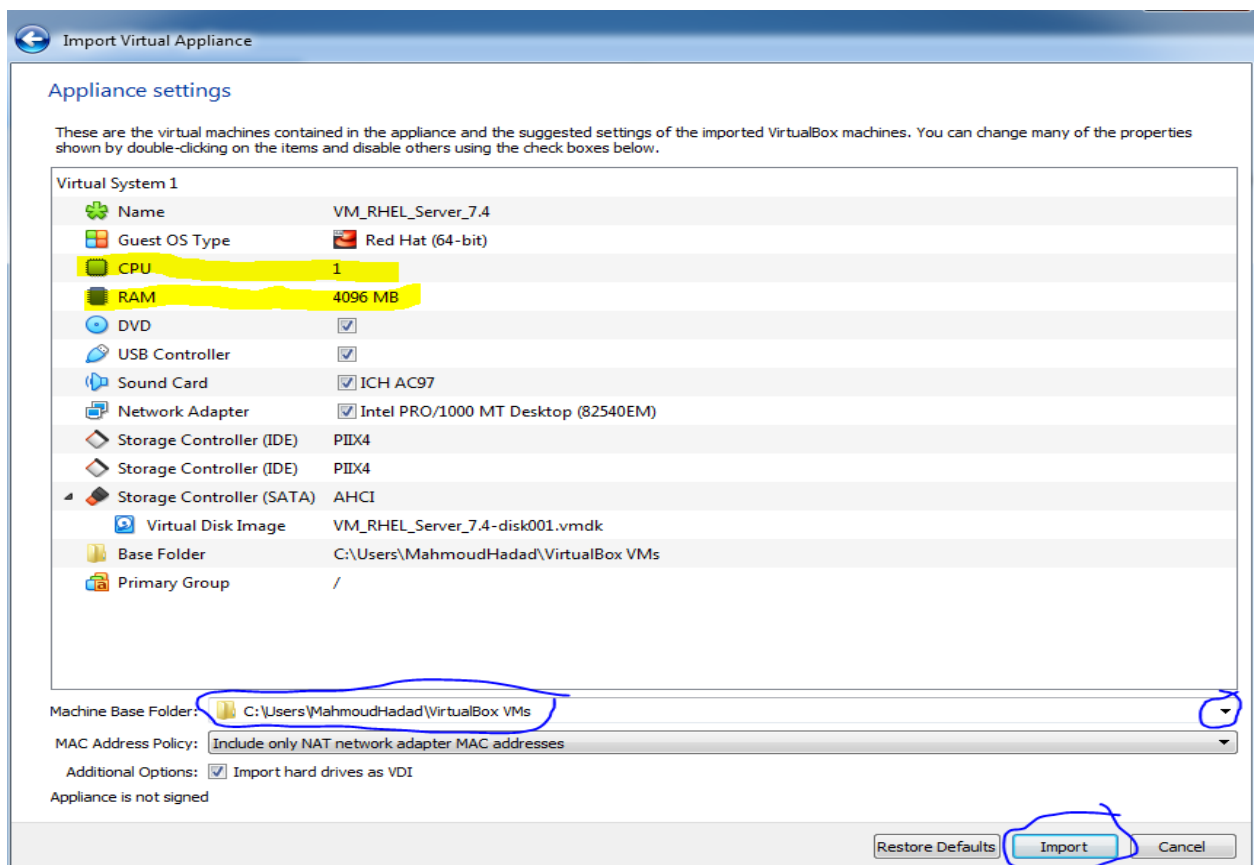 Import Virtual Appliance
Appliance settings
These are the virtual machines contained in the appliance and the suggested settings of the imported VirtualBox machines. You can change many of the properties
shown by double-clicking on the items and disable others using the check boxes below.
Virtual System 1
Name VM_RHEL_Server_7.4
Guest OS Type Red Hat (64-bit)
CPU 1
RAM 4096 MB
DVD
USB Controller
Sound Card ICH AC97
Network Adapter Intel PRO/1000 MT Desktop (82540EM)
Storage Controller (IDE) PIIX4
Storage Controller (IDE) PIIX4
Storage Controller (SATA) AHCI
Virtual Disk Image VM_RHEL_Server_7.4-disk001.vmdk
Base Folder C:\Users\MahmoudHadad\VirtualBox VMs
Primary Group /
Machine Base Folder: C:\Users\MahmoudHadad\VirtualBox VMs
MAC Address Policy: Include only NAT network adapter MAC addresses
Additional Options: Import hard drives as VDI
Appliance is not signed
Restore Defaults Import Cancel